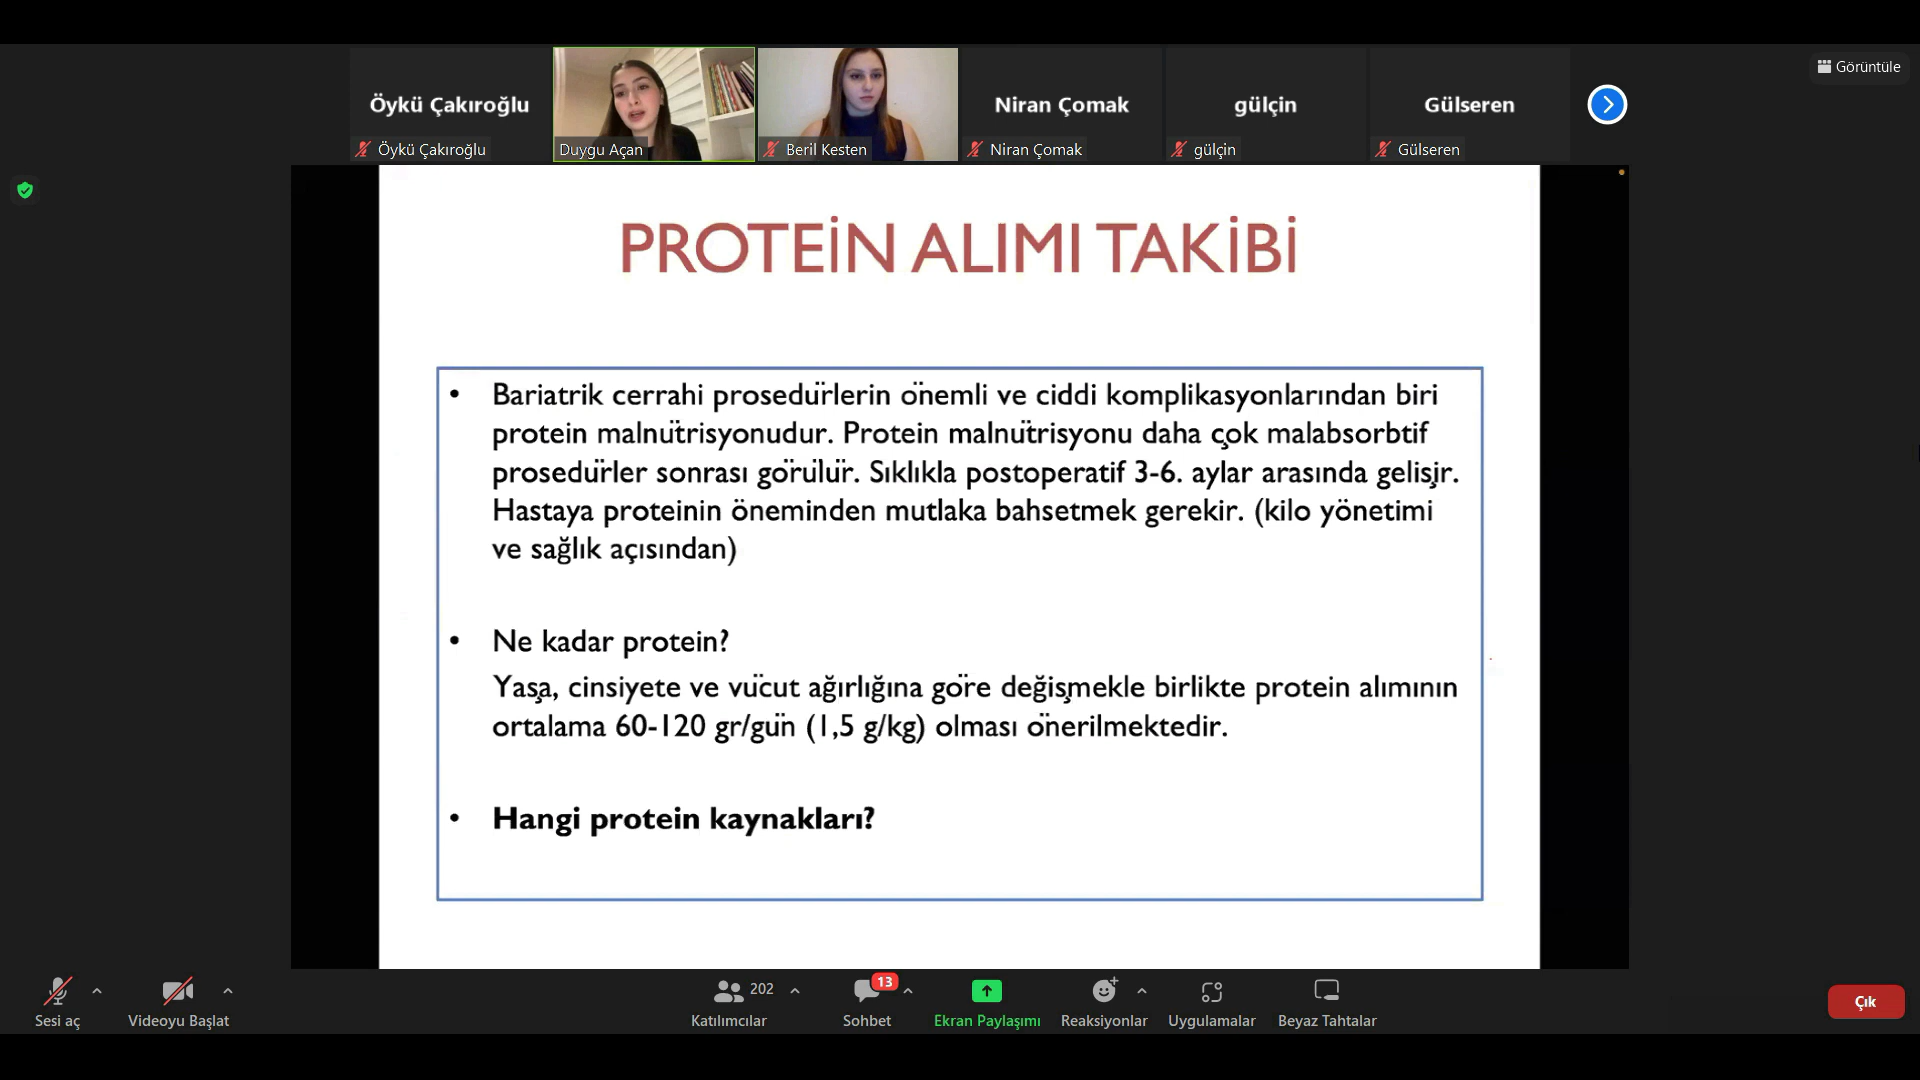 Öykü Çakıroğlu
Niran Çomak
gülçin
Gülseren
Görüntüle
Öykü Çakıroğlu
Duygu Açan
Beril Kesten
Niran Çomak
gülçin
Gülseren
PROTEİN ALIMI TAKİBİ
• Bariatrik cerrahi prosedürlerin önemli ve ciddi komplikasyonlarından biri
protein malnütrisyonudur. Protein malnütrisyonu daha çok malabsorbtif
prosedürler sonrası görülür. Sıklıkla postoperatif 3-6. aylar arasında gelişir.
Hastaya proteinin öneminden mutlaka bahsetmek gerekir. (kilo yönetimi
ve sağlık açısından)
• Ne kadar protein?
Yaşa, cinsiyete ve vücut ağırlığına göre değişmekle birlikte protein alımının
ortalama 60-120 gr/gün (1,5 g/kg) olması önerilmektedir.
• Hangi protein kaynakları?
Sesi aç
Videoyu Başlat
202
Katılımcılar
13
Sohbet
Ekran Paylaşımı
Reaksiyonlar
Uygulamalar
Beyaz Tahtalar
Çık